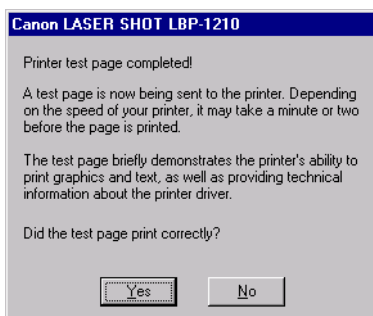 Canon LASER SHOT LBP-1210
Printer test page completed!
A test page is now being sent to the printer. Depending
on the speed of your printer, it may take a minute or two
before the page is printed.
The test page briefly demonstrates the printer's ability to
print graphics and text, as well as providing technical
information about the printer driver.
Did the test page print correctly?
Yes
No